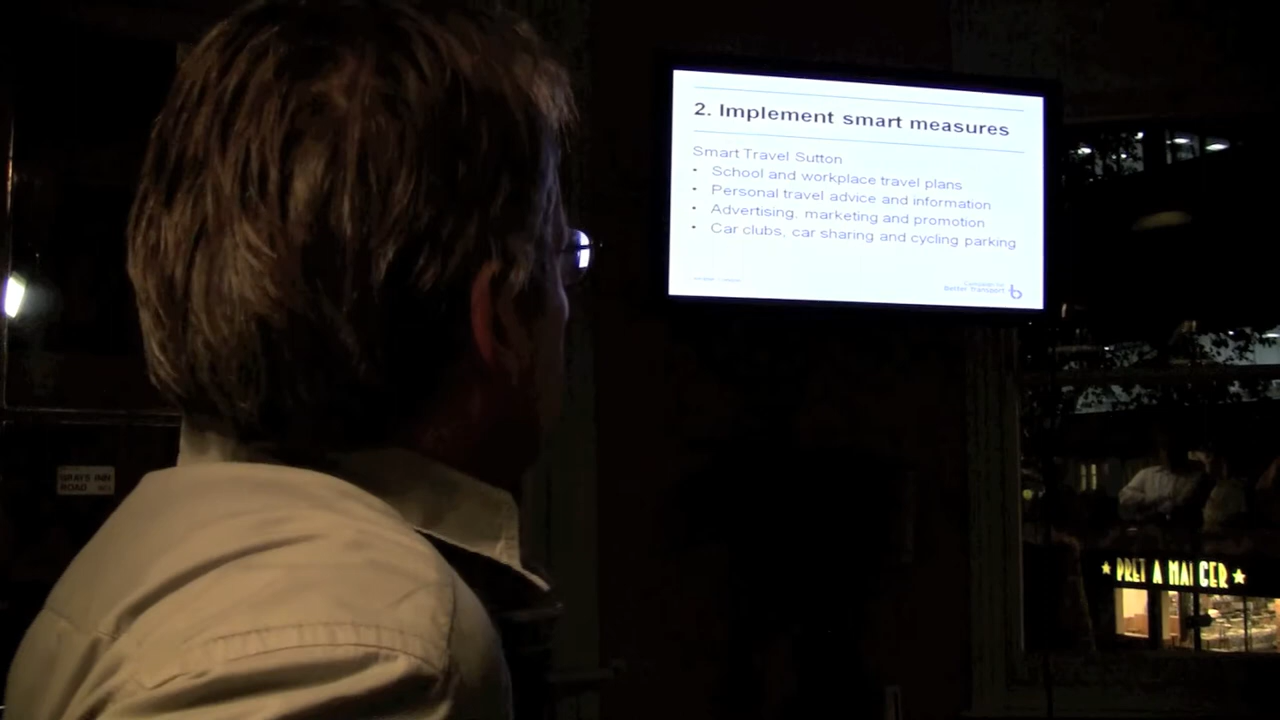 2. Implement smart measures
Smart Travel Sutton
• School and workplace travel plans
• Personal travel advice and information
• Advertising, marketing and promotion
• Car clubs, car sharing and cycling parking
Campaign for
Better Transport
GRAYS INN
ROAD
★ PRET A MANGER ★